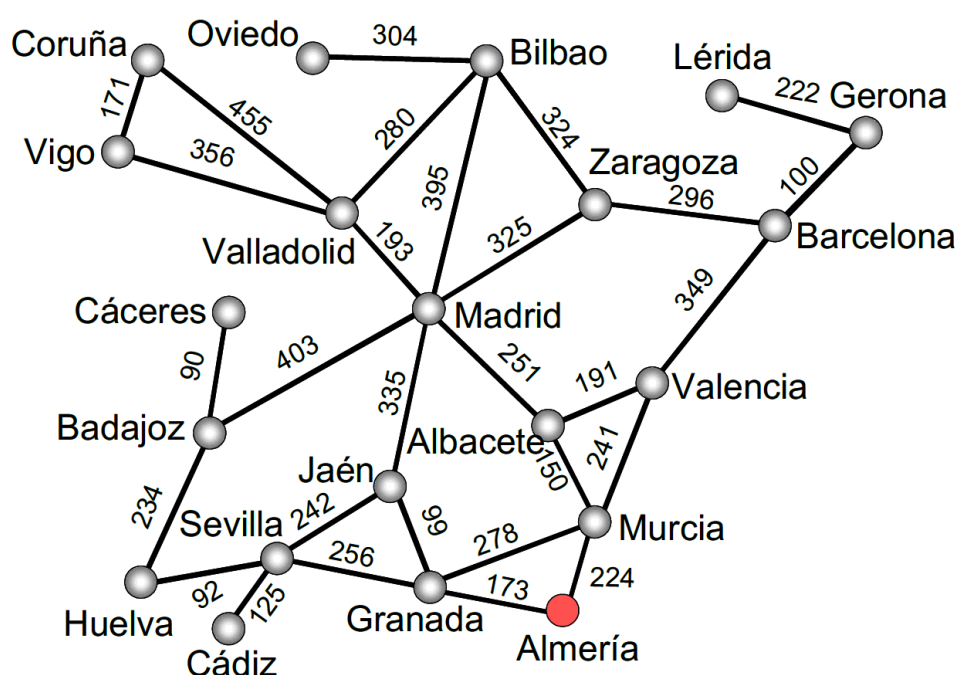 Oviedo
304
Coruña
Bilbao
Lérida
171
455
280
222
Gerona
324
Vigo
356
Zaragoza
395
100
296
Valladolid
193
325
Barcelona
Cáceres
349
Madrid
90
403
251
191
Valencia
335
Badajoz
Albacete
241
150
Jaén
234
Sevilla
242
99
278
Murcia
256
92
125
173
224
Huelva
Granada
Almería
Cádiz